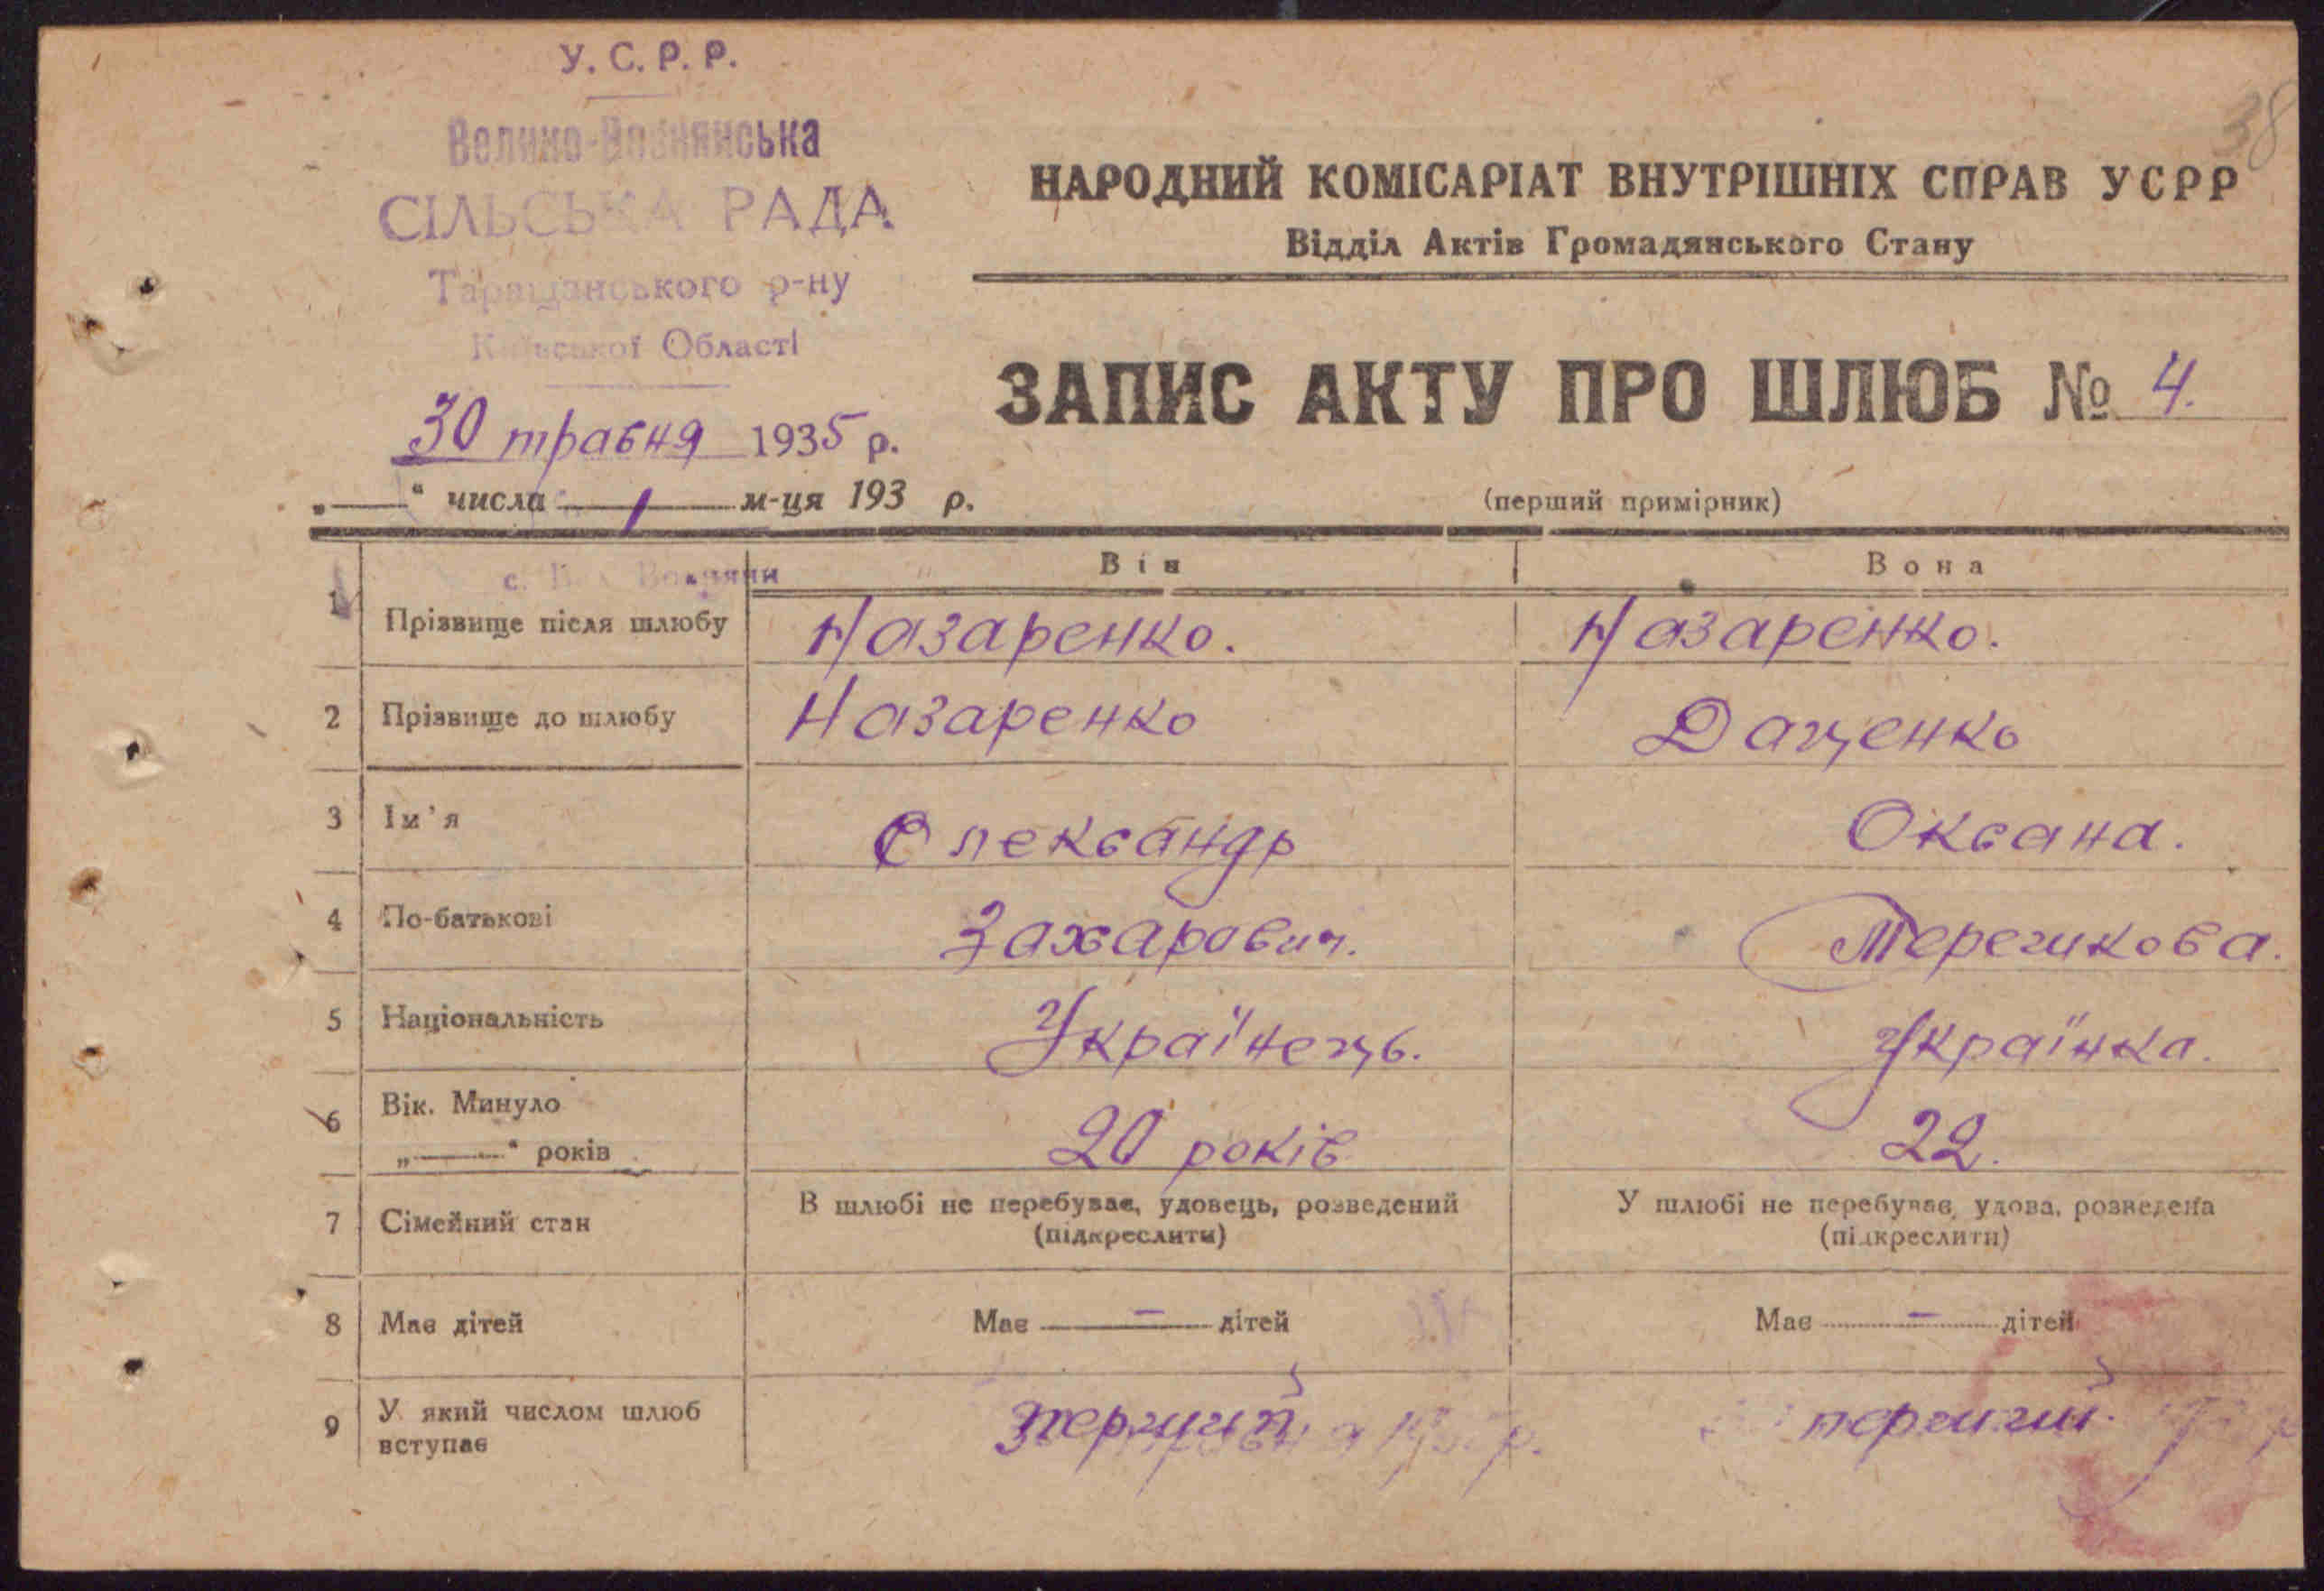 У. С. Р. Р.
38
Велико-Вовнянська
СІЛЬСЬКА РАДА
Таращанського р-ну
Київської Області
30 травня 1935 р.
„ — “ числа — м-ця 193 р.
НАРОДНИЙ КОМІСАРІАТ ВНУТРІШНІХ СПРАВ УСРР
Відділ Актів Громадянського Стану
ЗАПИС АКТУ ПРО ШЛЮБ № 4.
(перший примірник)
с. Вовняни
Він Вона
1 Прізвище після шлюбу Назаренко. Назаренко.
2 Прізвище до шлюбу Назаренко Даценко
3 Ім'я Олександр Оксана.
4 По-батькові Захарович. Терешкова.
5 Національність Українець. Українка.
6 Вік. Минуло
„ — “ років 20 років 22.
7 Сімейний стан В шлюбі не перебуває, удовець, розведений (підкреслити) У шлюбі не перебуває, удова, розведена (підкреслити)
8 Має дітей Має — дітей Має — дітей
9 У який числом шлюб вступає перший перший.